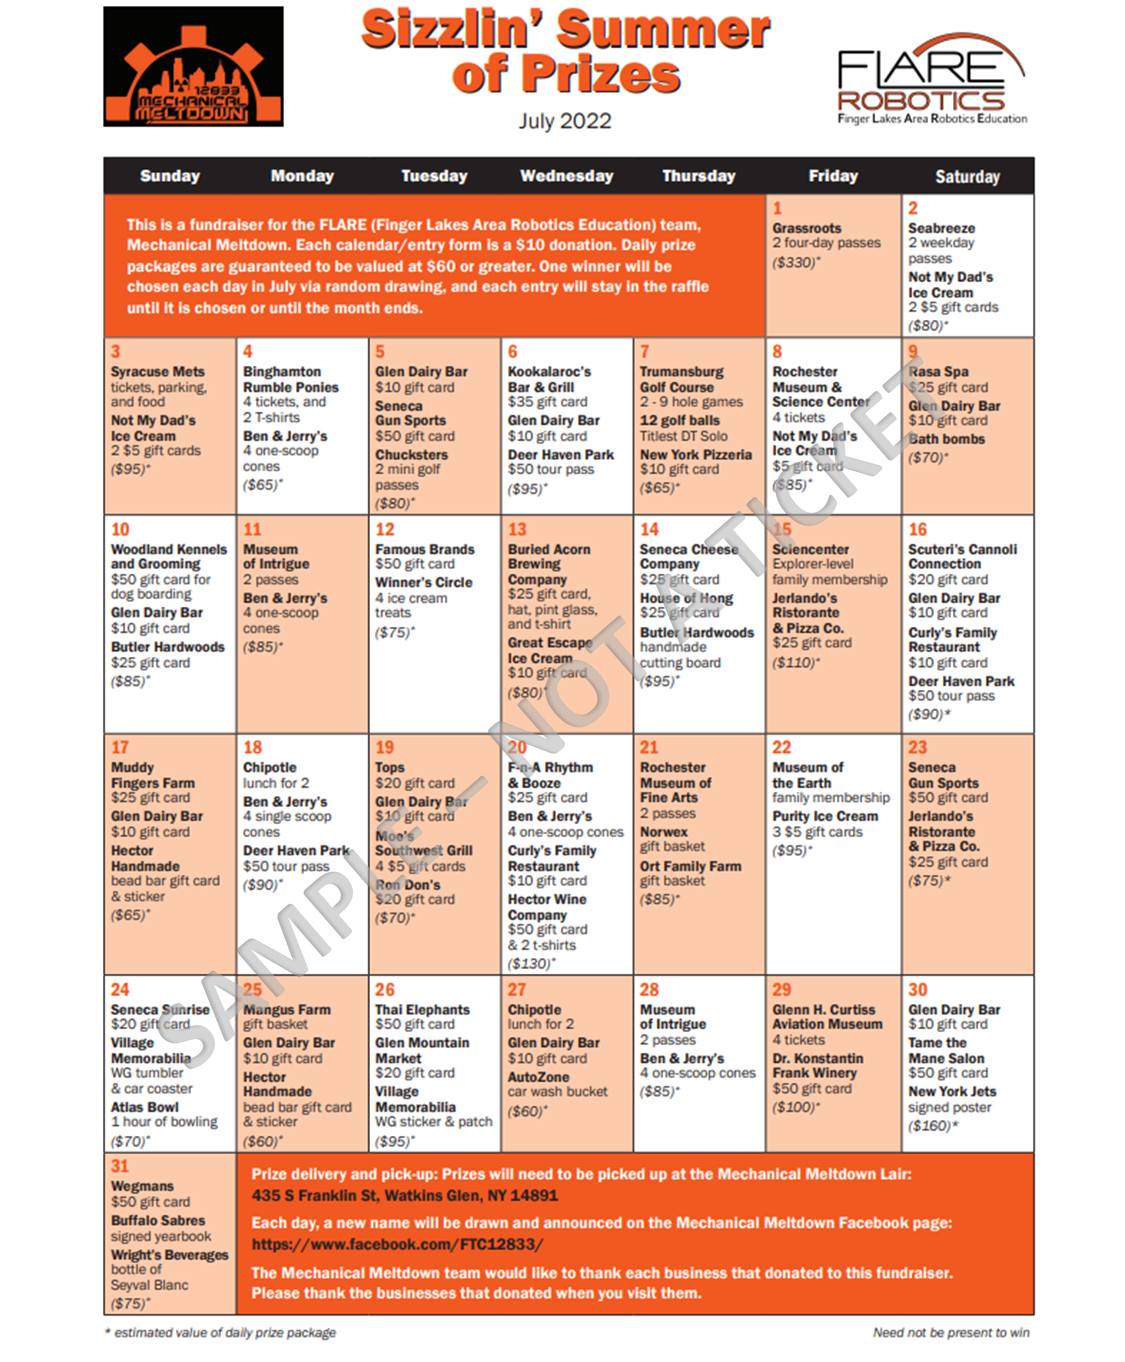 12833
MECHANICAL
MELTDOWN
Sizzlin’ Summer
of Prizes
July 2022
FLARE
ROBOTICS
Finger Lakes Area Robotics Education
Sunday
Monday
Tuesday
Wednesday
Thursday
Friday
Saturday
This is a fundraiser for the FLARE (Finger Lakes Area Robotics Education) team,
Mechanical Meltdown. Each calendar/entry form is a $10 donation. Daily prize
packages are guaranteed to be valued at $60 or greater. One winner will be
chosen each day in July via random drawing, and each entry will stay in the raffle
until it is chosen or until the month ends.
1
Grassroots
2 four-day passes
($330)*
2
Seabreeze
2 weekday
passes
Not My Dad’s
Ice Cream
2 $5 gift cards
($80)*
3
Syracuse Mets
tickets, parking,
and food
Not My Dad’s
Ice Cream
2 $5 gift cards
($95)*
4
Binghamton
Rumble Ponies
4 tickets, and
2 T-shirts
Ben & Jerry’s
4 one-scoop
cones
($65)*
5
Glen Dairy Bar
$10 gift card
Seneca
Gun Sports
$50 gift card
Chucksters
2 mini golf
passes
($80)*
6
Kookalaroc’s
Bar & Grill
$35 gift card
Glen Dairy Bar
$10 gift card
Deer Haven Park
$50 tour pass
($95)*
7
Trumansburg
Golf Course
2 - 9 hole games
12 golf balls
Titlest DT Solo
New York Pizzeria
$10 gift card
($65)*
8
Rochester
Museum &
Science Center
4 tickets
Not My Dad’s
Ice Cream
$5 gift card
($85)*
9
Rasa Spa
$25 gift card
Glen Dairy Bar
$10 gift card
Bath bombs
($70)*
10
Woodland Kennels
and Grooming
$50 gift card for
dog boarding
Glen Dairy Bar
$10 gift card
Butler Hardwoods
$25 gift card
($85)*
11
Museum
of Intrigue
2 passes
Ben & Jerry’s
4 one-scoop
cones
($85)*
12
Famous Brands
$50 gift card
Winner’s Circle
4 ice cream
treats
($75)*
13
Buried Acorn
Brewing
Company
$25 gift card,
hat, pint glass,
and t-shirt
Great Escape
Ice Cream
$10 gift card
($80)*
14
Seneca Cheese
Company
$25 gift card
House of Hong
$25 gift card
Butler Hardwoods
handmade
cutting board
($95)*
15
Sciencenter
Explorer-level
family membership
Jerlando’s
Ristorante
& Pizza Co.
$25 gift card
($110)*
16
Scuteri’s Cannoli
Connection
$20 gift card
Glen Dairy Bar
$10 gift card
Curly’s Family
Restaurant
$10 gift card
Deer Haven Park
$50 tour pass
($90)*
17
Muddy
Fingers Farm
$25 gift card
Glen Dairy Bar
$10 gift card
Hector
Handmade
bead bar gift card
& sticker
($65)*
18
Chipotle
lunch for 2
Ben & Jerry’s
4 single scoop
cones
Deer Haven Park
$50 tour pass
($90)*
19
Tops
$20 gift card
Glen Dairy Bar
$10 gift card
Moe’s
Southwest Grill
4 $5 gift cards
Ron Don’s
$20 gift card
($70)*
20
F-n-A Rhythm
& Booze
$25 gift card
Ben & Jerry’s
4 one-scoop cones
Curly’s Family
Restaurant
$10 gift card
Hector Wine
Company
$50 gift card
& 2 t-shirts
($130)*
21
Rochester
Museum of
Fine Arts
2 passes
Norwex
gift basket
Ort Family Farm
gift basket
($85)*
22
Museum of
the Earth
family membership
Purity Ice Cream
3 $5 gift cards
($95)*
23
Seneca
Gun Sports
$50 gift card
Jerlando’s
Ristorante
& Pizza Co.
$25 gift card
($75)*
24
Seneca Sunrise
$20 gift card
Village
Memorabilia
WG tumbler
& car coaster
Atlas Bowl
1 hour of bowling
($70)*
25
Mangus Farm
gift basket
Glen Dairy Bar
$10 gift card
Hector
Handmade
bead bar gift card
& sticker
($60)*
26
Thai Elephants
$50 gift card
Glen Mountain
Market
$20 gift card
Village
Memorabilia
WG sticker & patch
($95)*
27
Chipotle
lunch for 2
Glen Dairy Bar
$10 gift card
AutoZone
car wash bucket
($60)*
28
Museum
of Intrigue
2 passes
Ben & Jerry’s
4 one-scoop cones
($85)*
29
Glenn H. Curtiss
Aviation Museum
4 tickets
Dr. Konstantin
Frank Winery
$50 gift card
($100)*
30
Glen Dairy Bar
$10 gift card
Tame the
Mane Salon
$50 gift card
New York Jets
signed poster
($160)*
31
Wegmans
$50 gift card
Buffalo Sabres
signed yearbook
Wright’s Beverages
bottle of
Seyval Blanc
($75)*
Prize delivery and pick-up: Prizes will need to be picked up at the Mechanical Meltdown Lair:
435 S Franklin St, Watkins Glen, NY 14891
Each day, a new name will be drawn and announced on the Mechanical Meltdown Facebook page:
https://www.facebook.com/FTC12833/
The Mechanical Meltdown team would like to thank each business that donated to this fundraiser.
Please thank the businesses that donated when you visit them.
* estimated value of daily prize package
Need not be present to win
SAMPLE – NOT A TICKET